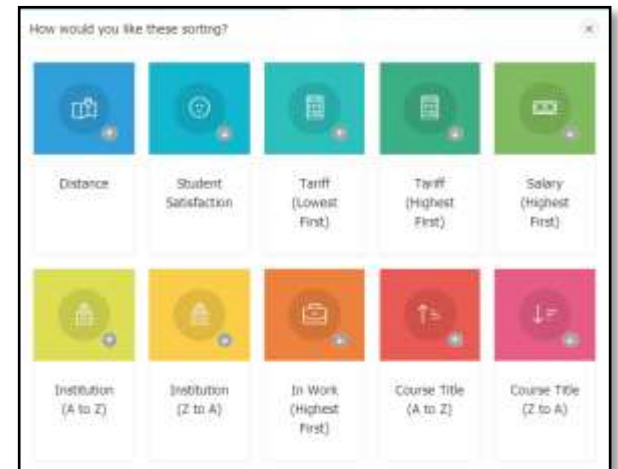 How would you like these sorting?
Distance
Student
Satisfaction
Tariff
(Lowest
First)
Tariff
(Highest
First)
Salary
(Highest
First)
Institution
(A to Z)
Institution
(Z to A)
In Work
(Highest
First)
Course Title
(A to Z)
Course Title
(Z to A)